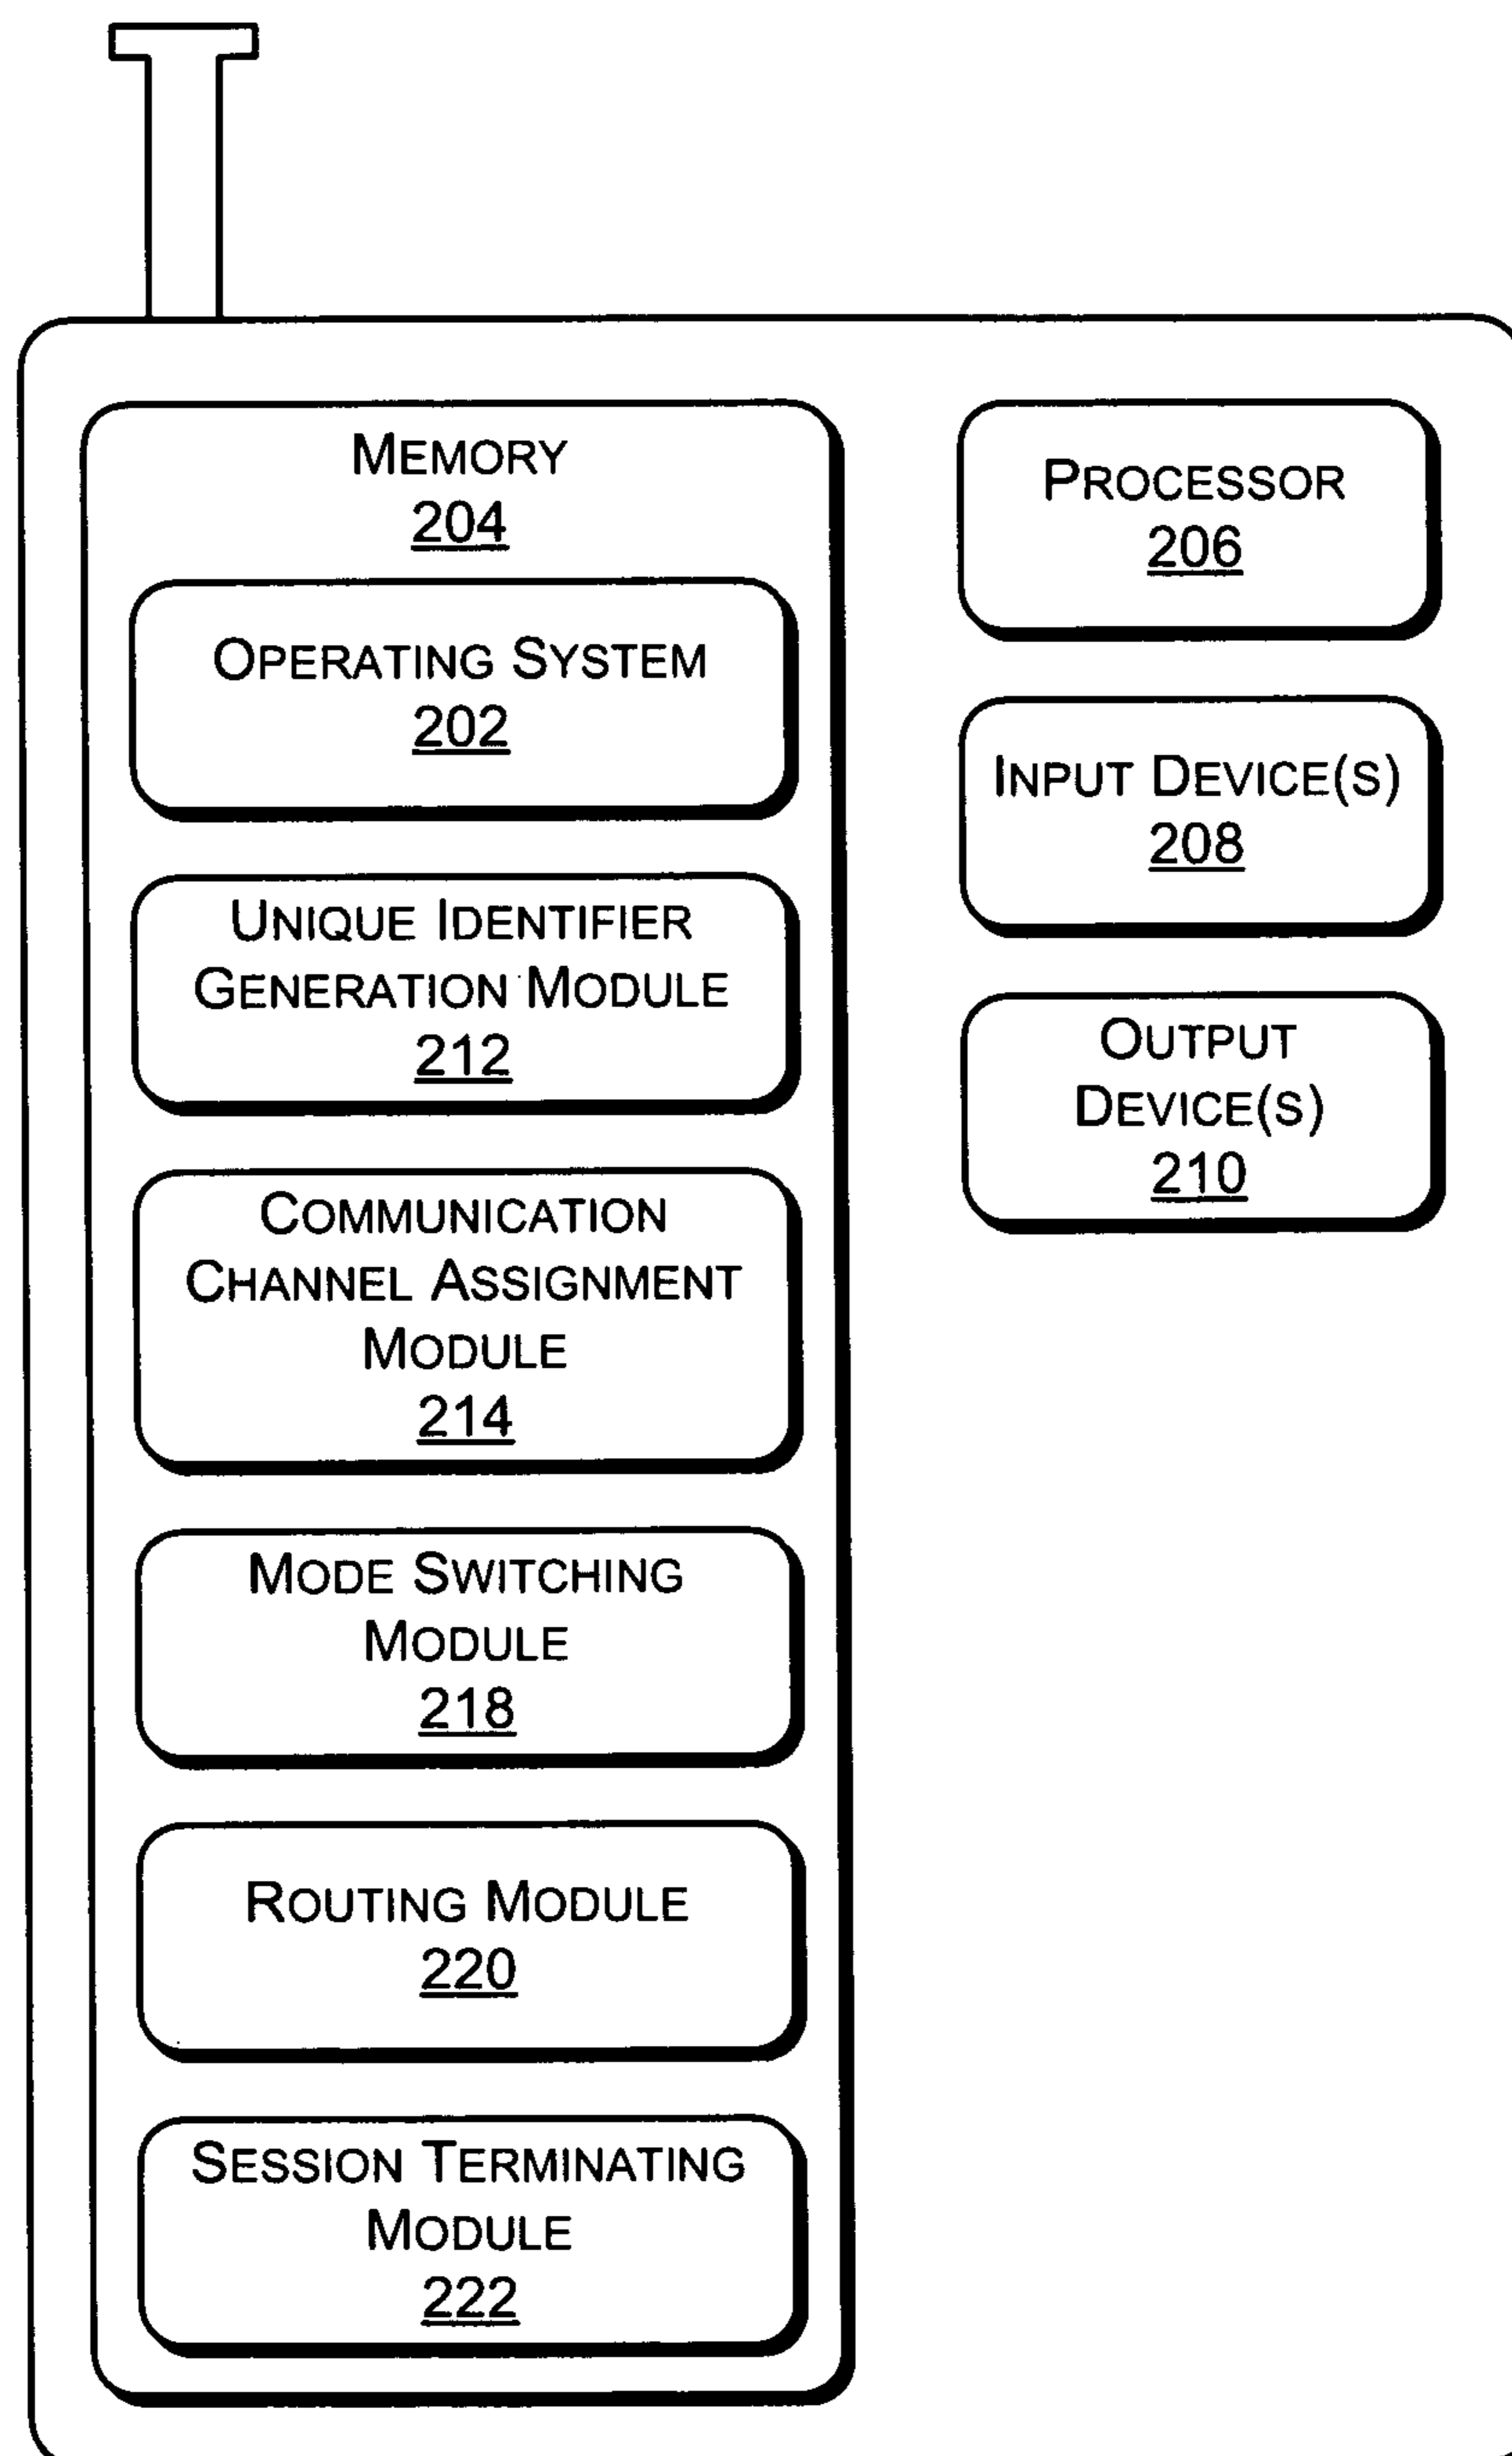 MEMORY
204
OPERATING SYSTEM
202
UNIQUE IDENTIFIER
GENERATION MODULE
212
COMMUNICATION
CHANNEL ASSIGNMENT
MODULE
214
MODE SWITCHING
MODULE
218
ROUTING MODULE
220
SESSION TERMINATING
MODULE
222
PROCESSOR
206
INPUT DEVICE(S)
208
OUTPUT
DEVICE(S)
210